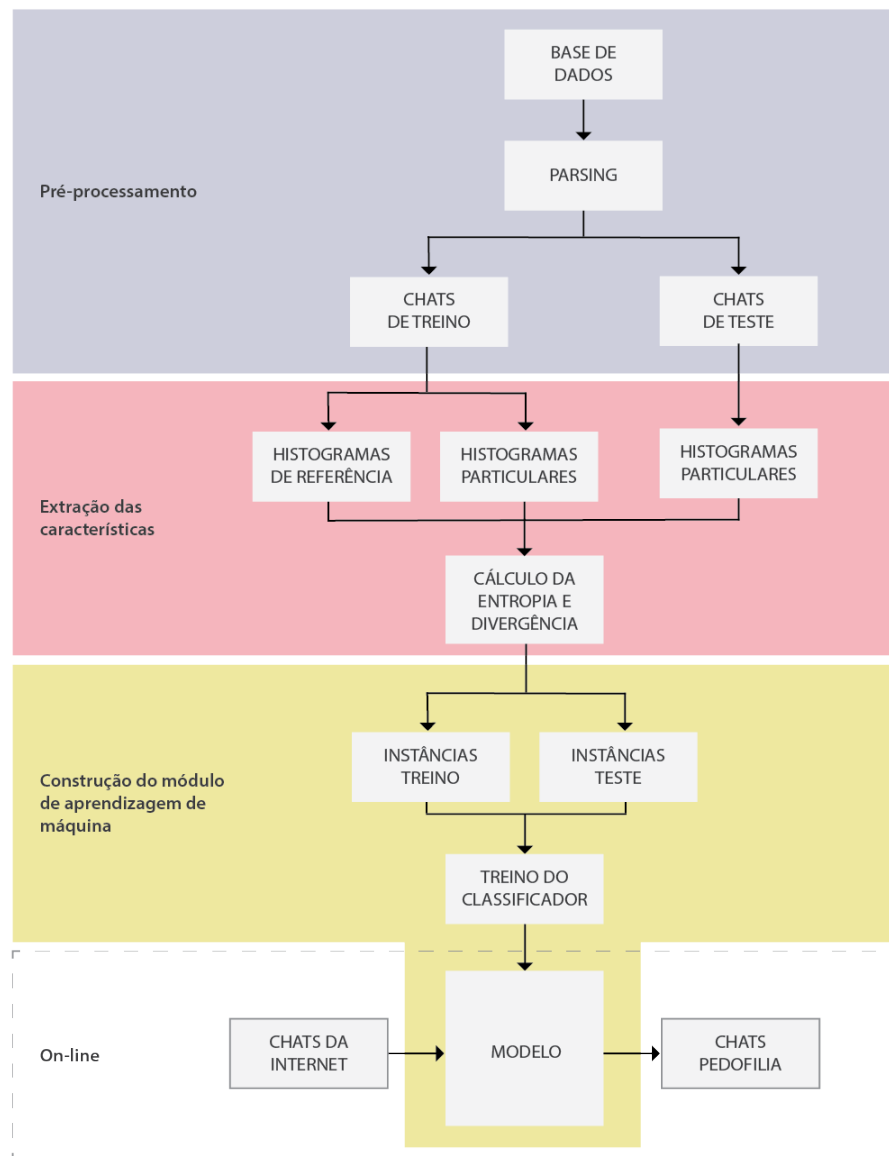 BASE DE
DADOS
PARSING
Pré-processamento
CHATS
DE TREINO
CHATS
DE TESTE
HISTOGRAMAS
DE REFERÊNCIA
HISTOGRAMAS
PARTICULARES
HISTOGRAMAS
PARTICULARES
Extração das
características
CÁLCULO DA
ENTROPIA E
DIVERGÊNCIA
INSTÂNCIAS
TREINO
INSTÂNCIAS
TESTE
Construção do módulo
de aprendizagem de
máquina
TREINO DO
CLASSIFICADOR
On-line
CHATS DA
INTERNET
MODELO
CHATS
PEDOFILIA